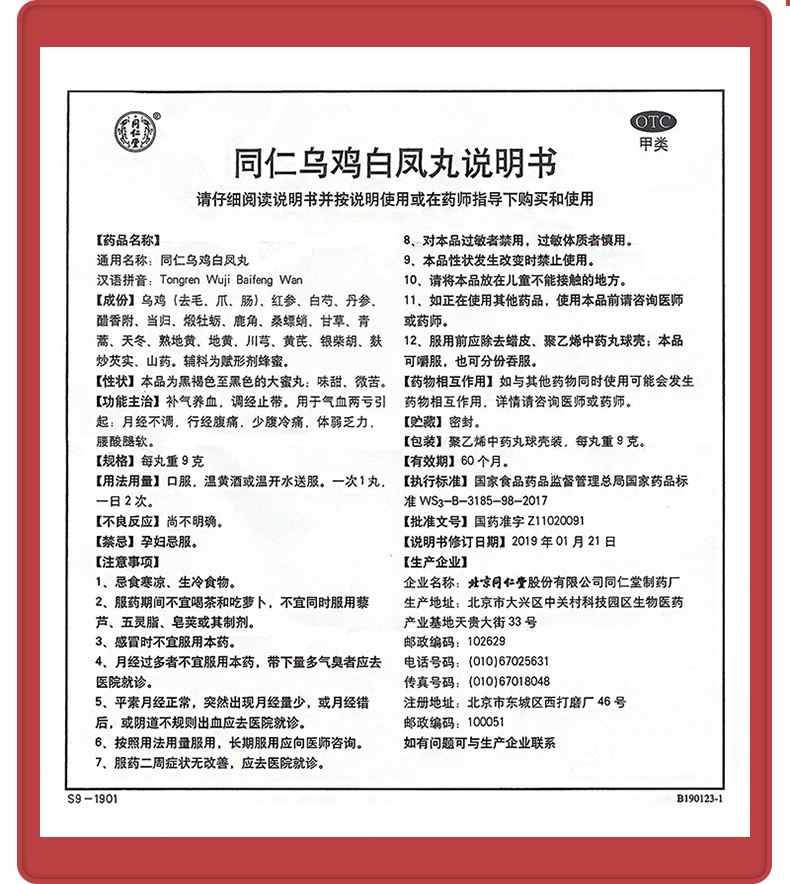 同仁堂
®
OTC
甲类
同仁乌鸡白凤丸说明书
请仔细阅读说明书并按说明使用或在药师指导下购买和使用
【药品名称】
通用名称：同仁乌鸡白凤丸
汉语拼音：Tongren Wuji Baifeng Wan
【成份】乌鸡（去毛、爪、肠）、红参、白芍、丹参、
醋香附、当归、煅牡蛎、鹿角、桑螵蛸、甘草、青
蒿、天冬、熟地黄、地黄、川芎、黄芪、银柴胡、麸
炒芡实、山药。辅料为赋形剂蜂蜜。
【性状】本品为黑褐色至黑色的大蜜丸；味甜、微苦。
【功能主治】补气养血，调经止带。用于气血两亏引
起：月经不调，行经腹痛，少腹冷痛，体弱乏力，
腰酸腿软。
【规格】每丸重 9 克
【用法用量】口服，温黄酒或温开水送服。一次 1 丸，
一日 2 次。
【不良反应】尚不明确。
【禁忌】孕妇忌服。
【注意事项】
1、忌食寒凉、生冷食物。
2、服药期间不宜喝茶和吃萝卜，不宜同时服用藜
芦、五灵脂、皂荚或其制剂。
3、感冒时不宜服用本药。
4、月经过多者不宜服用本药，带下量多气臭者应去
医院就诊。
5、平素月经正常，突然出现月经量少，或月经错
后，或阴道不规则出血应去医院就诊。
6、按照用法用量服用，长期服用应向医师咨询。
7、服药二周症状无改善，应去医院就诊。
8、对本品过敏者禁用，过敏体质者慎用。
9、本品性状发生改变时禁止使用。
10、请将本品放在儿童不能接触的地方。
11、如正在使用其他药品，使用本品前请咨询医师
或药师。
12、服用前应除去蜡皮、聚乙烯中药丸球壳；本品
可嚼服，也可分份吞服。
【药物相互作用】如与其他药物同时使用可能会发生
药物相互作用，详情请咨询医师或药师。
【贮藏】密封。
【包装】聚乙烯中药丸球壳装，每丸重 9 克。
【有效期】60 个月。
【执行标准】国家食品药品监督管理总局国家药品标
准 WS3-B-3185-98-2017
【批准文号】国药准字 Z11020091
【说明书修订日期】2019 年 01 月 21 日
【生产企业】
企业名称：北京同仁堂股份有限公司同仁堂制药厂
生产地址：北京市大兴区中关村科技园区生物医药
产业基地天贵大街 33 号
邮政编码：102629
电话号码：(010)67025631
传真号码：(010)67018048
注册地址：北京市东城区西打磨厂 46 号
邮政编码：100051
如有问题可与生产企业联系
S9－1901
B190123-1